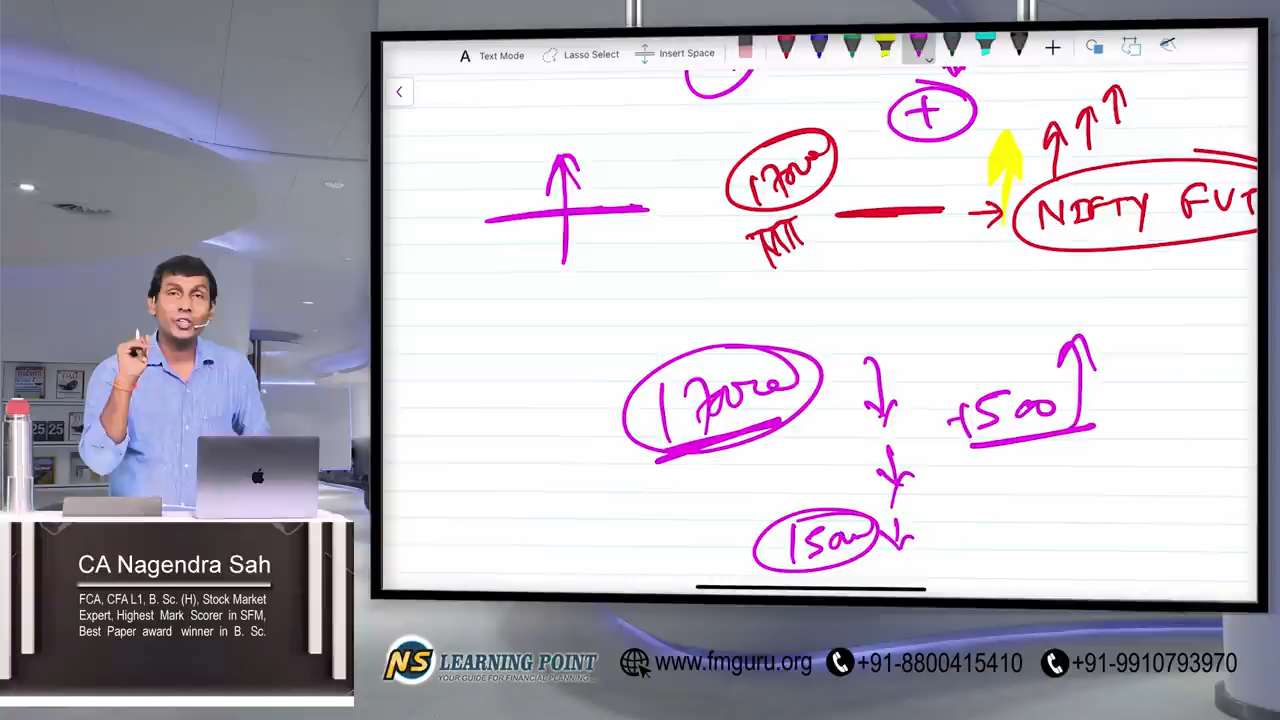 Text Mode
Lasso Select
Insert Space
+
17000
NIFTY FUT
17000
+500
1500
25 25
CA Nagendra Sah
FCA, CFA L1, B. Sc. (H), Stock Market
Expert, Highest Mark Scorer in SFM,
Best Paper award winner in B. Sc.
NS LEARNING POINT
YOUR GUIDE FOR FINANCIAL PLANNING...
www.fmguru.org
+91-8800415410
+91-9910793970